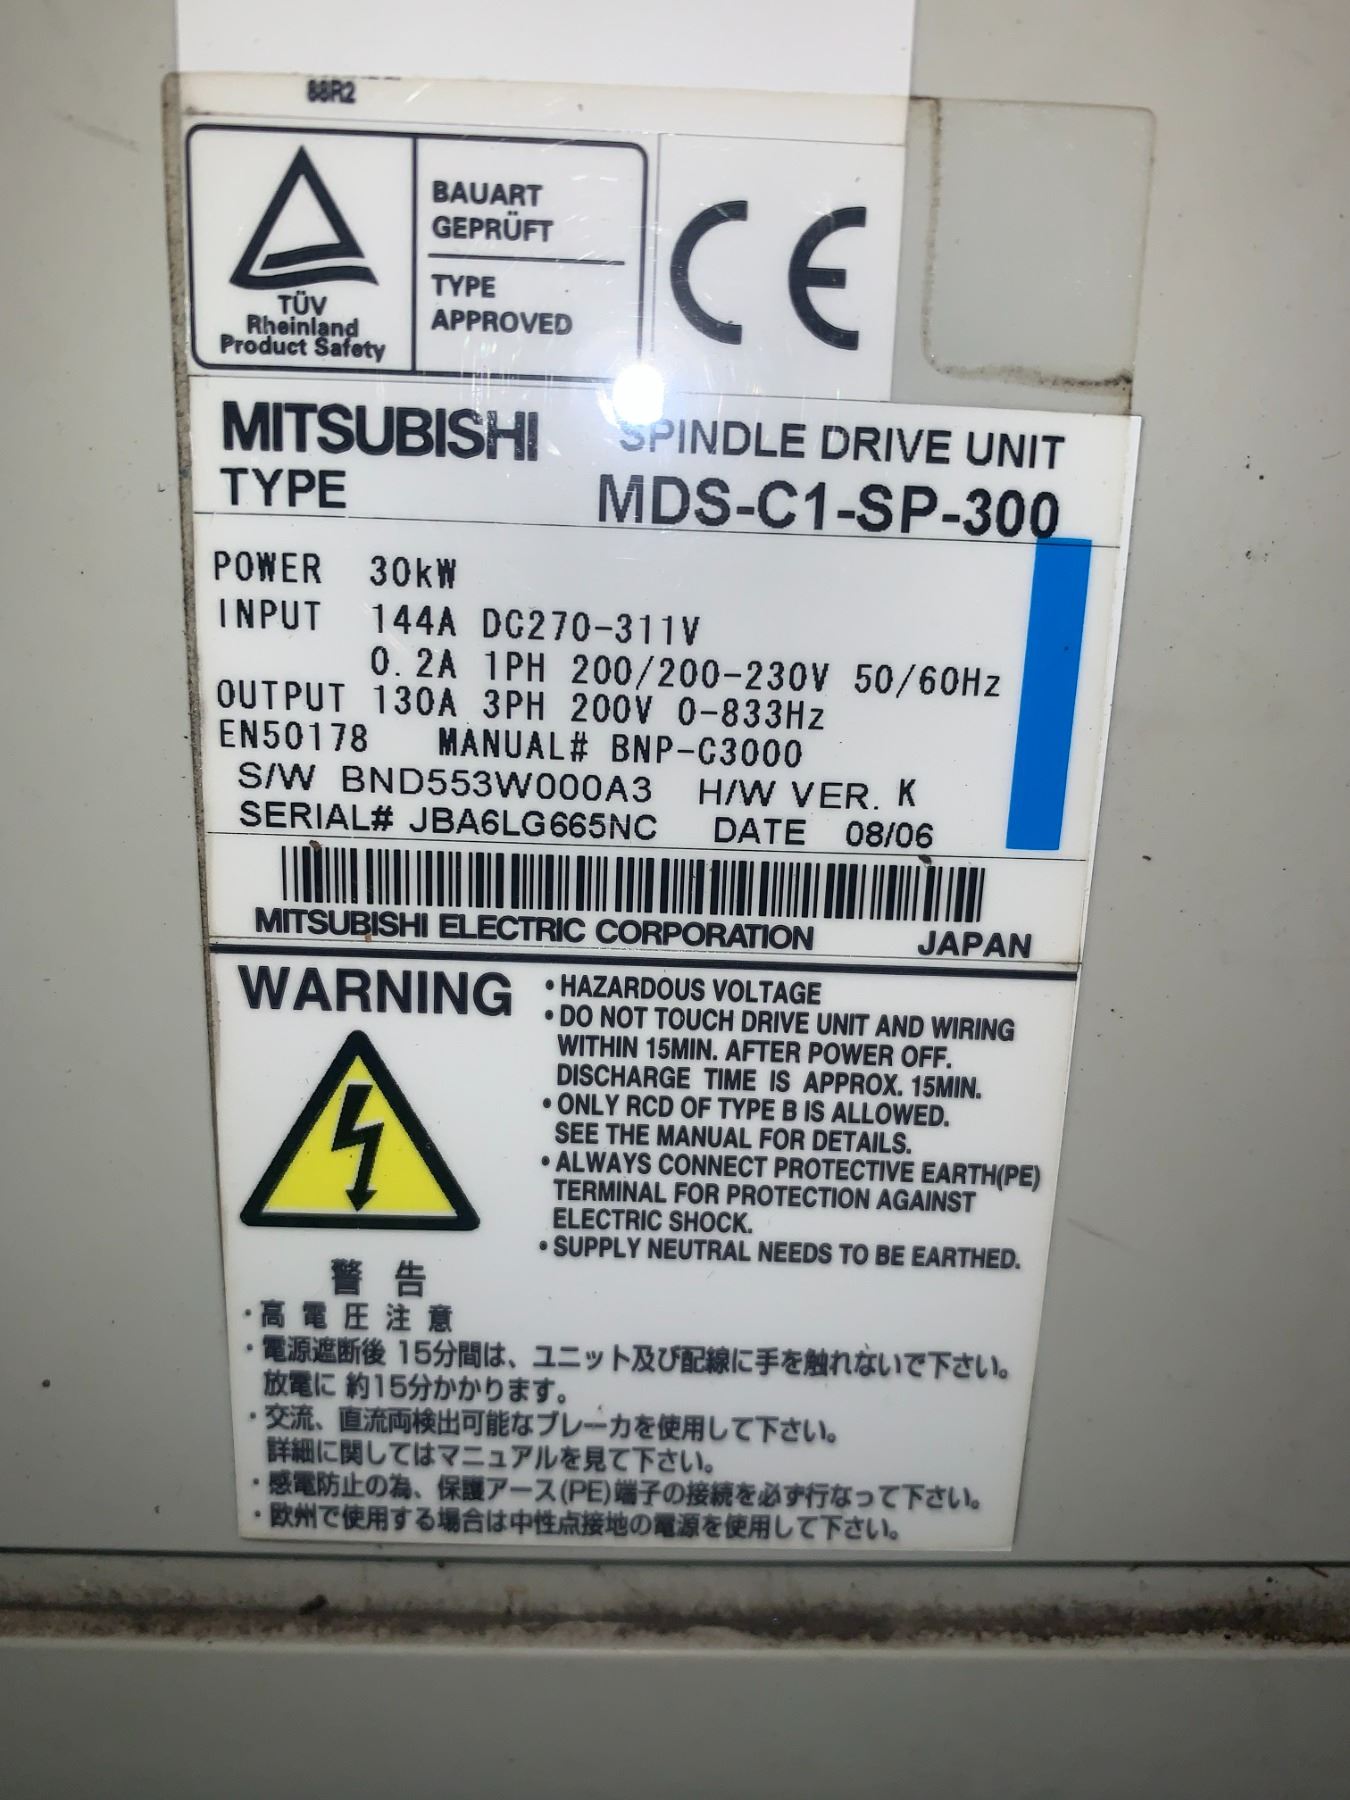 88R2
TÜV
Rheinland
Product Safety
BAUART
GEPRÜFT
TYPE
APPROVED
CE
MITSUBISHI SPINDLE DRIVE UNIT
TYPE MDS-C1-SP-300
POWER 30kW
INPUT 144A DC270-311V
0.2A 1PH 200/200-230V 50/60Hz
OUTPUT 130A 3PH 200V 0-833Hz
EN50178 MANUAL# BNP-C3000
S/W BND553W000A3 H/W VER. K
SERIAL# JBA6LG665NC DATE 08/06
MITSUBISHI ELECTRIC CORPORATION JAPAN
WARNING
• HAZARDOUS VOLTAGE
• DO NOT TOUCH DRIVE UNIT AND WIRING
WITHIN 15MIN. AFTER POWER OFF.
DISCHARGE TIME IS APPROX. 15MIN.
• ONLY RCD OF TYPE B IS ALLOWED.
SEE THE MANUAL FOR DETAILS.
• ALWAYS CONNECT PROTECTIVE EARTH(PE)
TERMINAL FOR PROTECTION AGAINST
ELECTRIC SHOCK.
• SUPPLY NEUTRAL NEEDS TO BE EARTHED.
警 告
・高 電 圧 注 意
・電源遮断後 15分間は、ユニット及び配線に手を触れないで下さい。
放電に 約15分かかります。
・交流、直流両検出可能なブレーカを使用して下さい。
詳細に関してはマニュアルを見て下さい。
・感電防止の為、保護アース(PE)端子の接続を必ず行なって下さい。
・欧州で使用する場合は中性点接地の電源を使用して下さい。